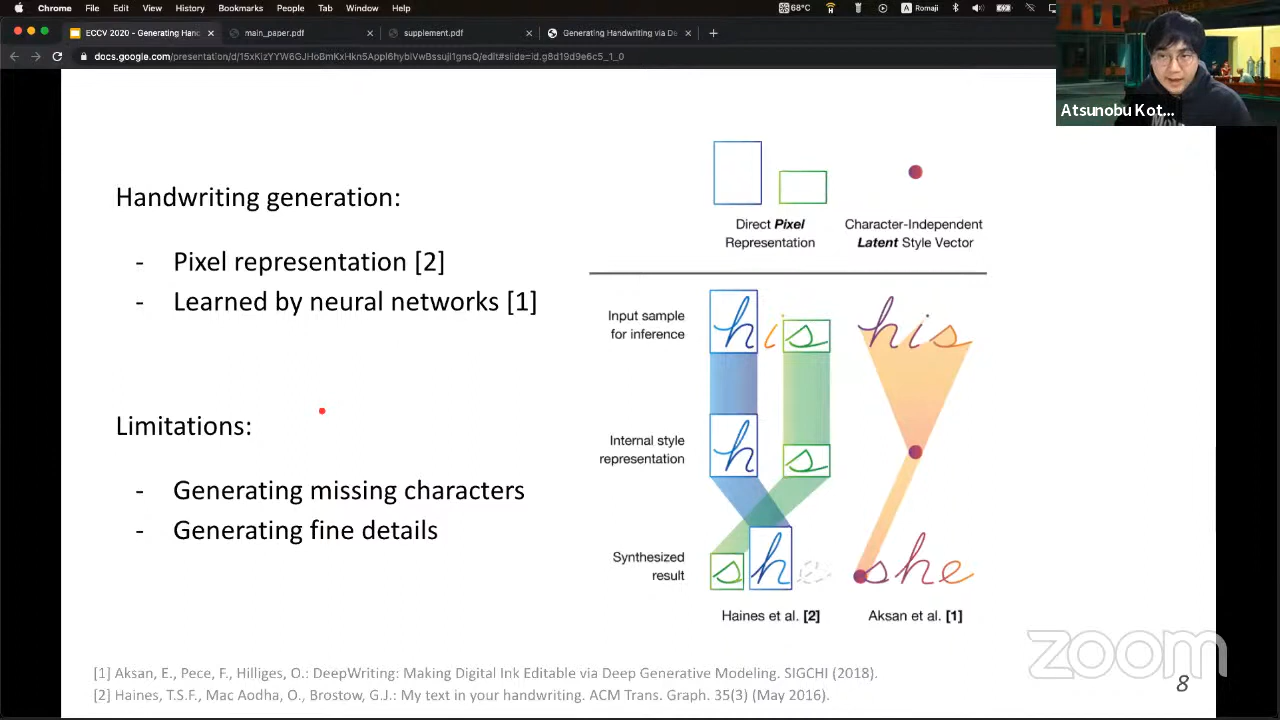 Chrome File Edit View History Bookmarks People Tab Window Help 68°C A Romaji
ECCV 2020 - Generating Hand main_paper.pdf supplement.pdf Generating Handwriting via De
Atsunobu Kot...
Handwriting generation:
- Pixel representation [2]
- Learned by neural networks [1]
Limitations:
- Generating missing characters
- Generating fine details
Direct Pixel
Representation
Character-Independent
Latent Style Vector
Input sample
for inference
his his
Internal style
representation
h s
Synthesized
result
sh she
Haines et al. [2] Aksan et al. [1]
[1] Aksan, E., Pece, F., Hilliges, O.: DeepWriting: Making Digital Ink Editable via Deep Generative Modeling. SIGCHI (2018).
[2] Haines, T.S.F., Mac Aodha, O., Brostow, G.J.: My text in your handwriting. ACM Trans. Graph. 35(3) (May 2016).
zoom
8